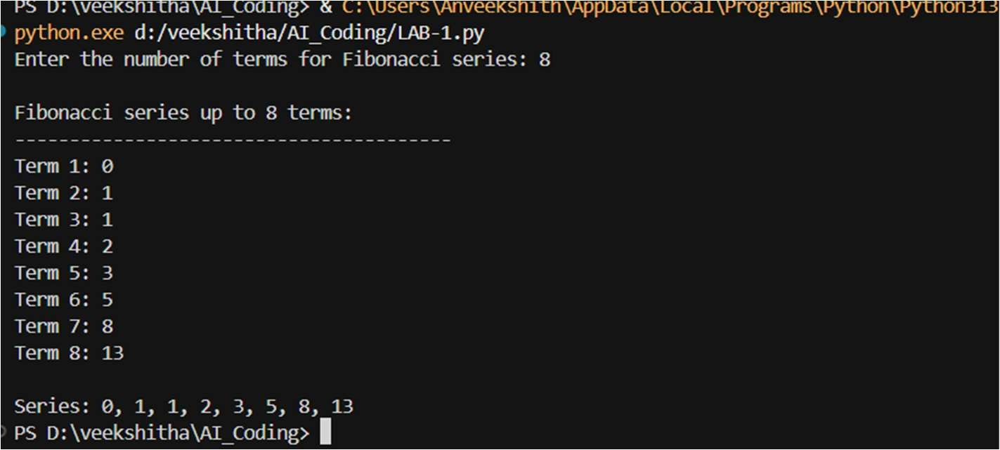 PS D:\veekshitha\AI_Coding> & C:\Users\Anveekshith\AppData\Local\Programs\Python\Python313
python.exe d:/veekshitha/AI_Coding/LAB-1.py
Enter the number of terms for Fibonacci series: 8
Fibonacci series up to 8 terms:
----------------------------------------
Term 1: 0
Term 2: 1
Term 3: 1
Term 4: 2
Term 5: 3
Term 6: 5
Term 7: 8
Term 8: 13
Series: 0, 1, 1, 2, 3, 5, 8, 13
PS D:\veekshitha\AI_Coding>